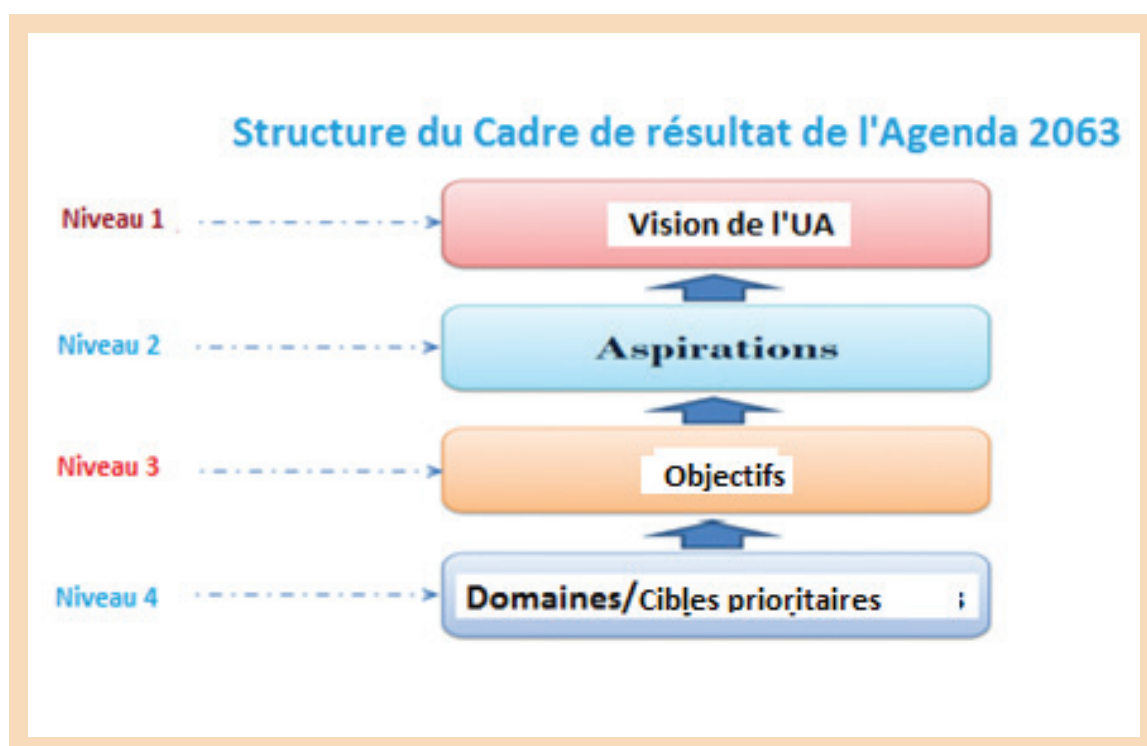 Structure du Cadre de résultat de l'Agenda 2063
Niveau 1
Vision de l'UA
Niveau 2
Aspirations
Niveau 3
Objectifs
Niveau 4
Domaines/Cibles prioritaires